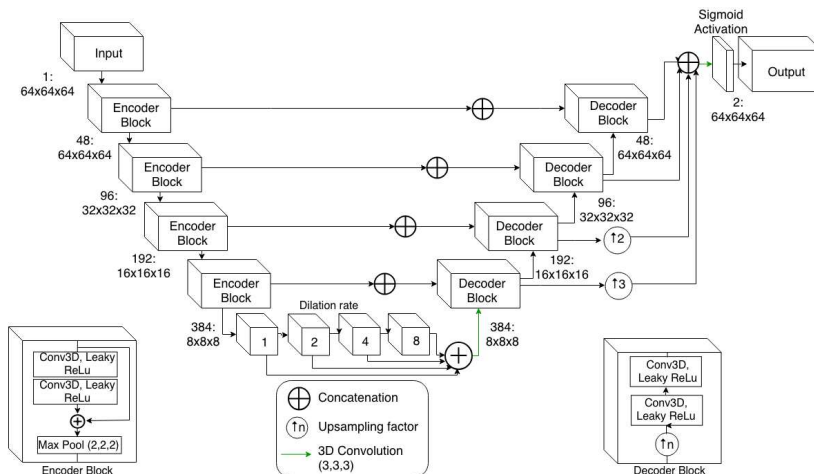 Sigmoid
Activation
Input
Output
1:
64x64x64
2:
64x64x64
Encoder
Block
Decoder
Block
48:
64x64x64
48:
64x64x64
Encoder
Block
Decoder
Block
96:
32x32x32
96:
32x32x32
Encoder
Block
Decoder
Block
↑2
192:
16x16x16
192:
16x16x16
Encoder
Block
Decoder
Block
↑3
Dilation rate
384:
8x8x8
1
2
4
8
384:
8x8x8
Conv3D, Leaky
ReLu
Conv3D, Leaky
ReLu
Max Pool (2,2,2)
Encoder Block
Concatenation
↑n
Upsampling factor
3D Convolution
(3,3,3)
Conv3D,
Leaky ReLu
Conv3D,
Leaky ReLu
↑n
Decoder Block